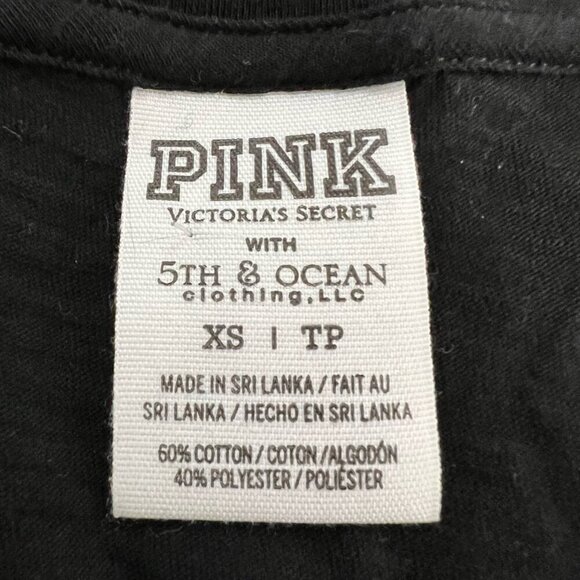 PINK
VICTORIA'S SECRET
WITH
5TH & OCEAN
clothing, LLC
XS | TP
MADE IN SRI LANKA / FAIT AU
SRI LANKA / HECHO EN SRI LANKA
60% COTTON / COTON /ALGODÓN
40% POLYESTER / POLIÉSTER